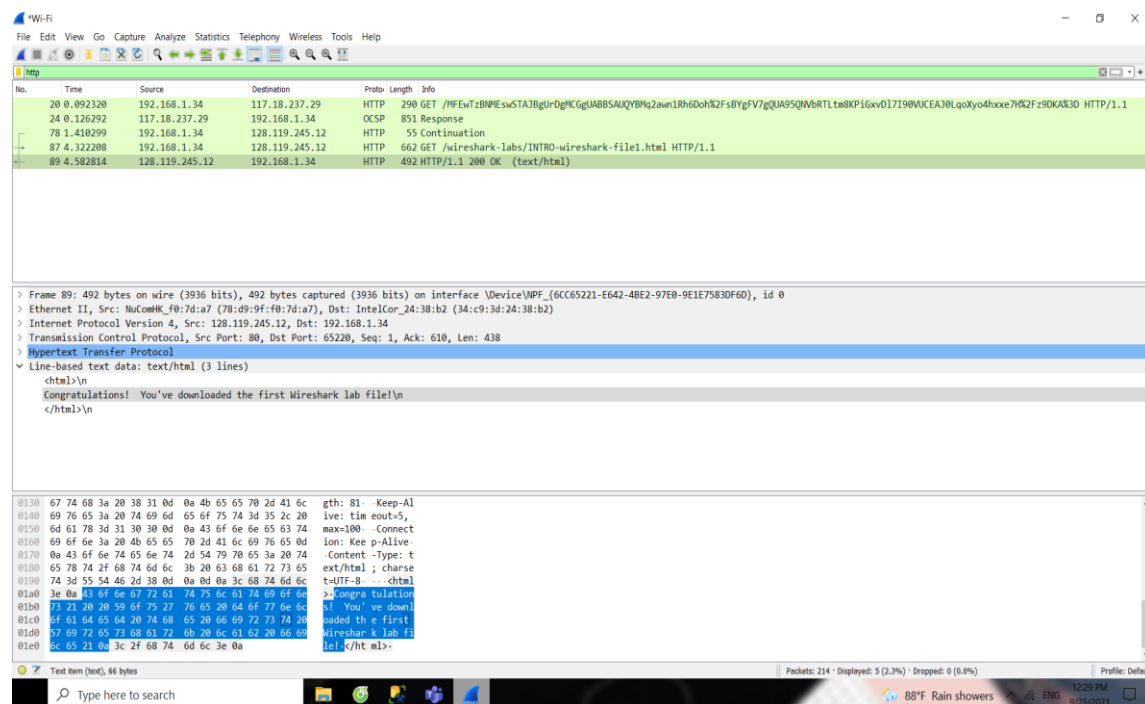 *Wi-Fi
File Edit View Go Capture Analyze Statistics Telephony Wireless Tools Help
http
No. Time Source Destination Proto Length Info
20 0.092320 192.168.1.34 117.18.237.29 HTTP 290 GET /MFEwTzBNMEswSTAJBgUrDgMCGgUABBSAUQYBMq2awn1Rh6Doh%2FsBYgFV7gQUA95QNVbRTLtm8KPiGxvDl7I90VUCEAJ0LqoXyo4hxxe7H%2Fz9DKA%3D HTTP/1.1
24 0.126292 117.18.237.29 192.168.1.34 OCSP 851 Response
78 1.410299 192.168.1.34 128.119.245.12 HTTP 55 Continuation
87 4.322208 192.168.1.34 128.119.245.12 HTTP 662 GET /wireshark-labs/INTRO-wireshark-file1.html HTTP/1.1
89 4.582814 128.119.245.12 192.168.1.34 HTTP 492 HTTP/1.1 200 OK (text/html)
> Frame 89: 492 bytes on wire (3936 bits), 492 bytes captured (3936 bits) on interface \Device\NPF_{6CC65221-E642-4BE2-97E0-9E1E7583DF6D}, id 0
> Ethernet II, Src: NuComHK_f0:7d:a7 (78:d9:9f:f0:7d:a7), Dst: IntelCor_24:38:b2 (34:c9:3d:24:38:b2)
> Internet Protocol Version 4, Src: 128.119.245.12, Dst: 192.168.1.34
> Transmission Control Protocol, Src Port: 80, Dst Port: 65220, Seq: 1, Ack: 610, Len: 438
> Hypertext Transfer Protocol
Line-based text data: text/html (3 lines)
<html>\n
Congratulations!  You've downloaded the first Wireshark lab file!\n
</html>\n
0130 67 74 68 3a 20 38 31 0d 0a 4b 65 65 70 2d 41 6c gth: 81· ·Keep-Al
0140 69 76 65 3a 20 74 69 6d 65 6f 75 74 3d 35 2c 20 ive: tim eout=5,
0150 6d 61 78 3d 31 30 30 0d 0a 43 6f 6e 6e 65 63 74 max=100· ·Connect
0160 69 6f 6e 3a 20 4b 65 65 70 2d 41 6c 69 76 65 0d ion: Kee p-Alive·
0170 0a 43 6f 6e 74 65 6e 74 2d 54 79 70 65 3a 20 74 ·Content -Type: t
0180 65 78 74 2f 68 74 6d 6c 3b 20 63 68 61 72 73 65 ext/html ; charse
0190 74 3d 55 54 46 2d 38 0d 0a 0d 0a 3c 68 74 6d 6c t=UTF-8· ···<html
01a0 3e 0a 43 6f 6e 67 72 61 74 75 6c 61 74 69 6f 6e >·Congra tulation
01b0 73 21 20 20 59 6f 75 27 76 65 20 64 6f 77 6e 6c s!  You' ve downl
01c0 6f 61 64 65 64 20 74 68 65 20 66 69 72 73 74 20 oaded th e first
01d0 57 69 72 65 73 68 61 72 6b 20 6c 61 62 20 66 69 Wireshar k lab fi
01e0 6c 65 21 0a 3c 2f 68 74 6d 6c 3e 0a le!·</ht ml>·
Text item (text), 66 bytes Packets: 214 · Displayed: 5 (2.3%) · Dropped: 0 (0.0%) Profile: Defau
Type here to search 88°F Rain showers ENG 12:29 PM
9/25/2021